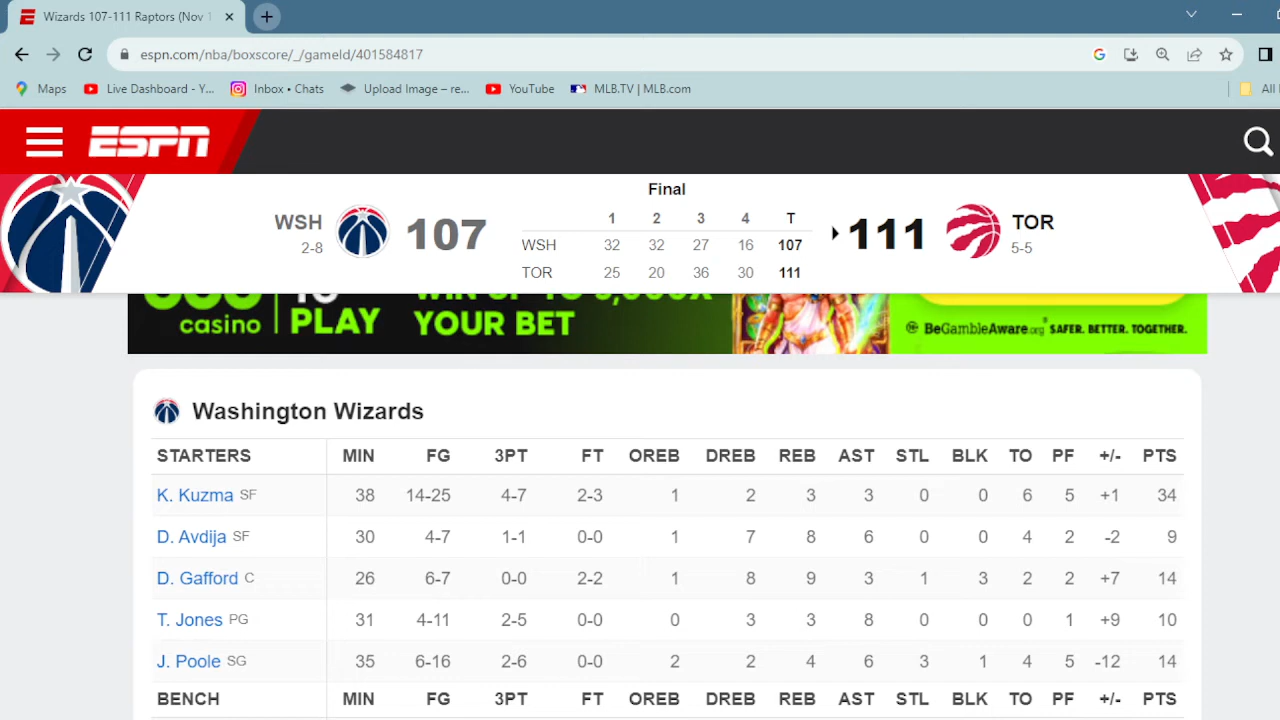 Wizards 107-111 Raptors (Nov 1
espn.com/nba/boxscore/_/gameId/401584817
Maps Live Dashboard - Y... Inbox • Chats Upload Image – re... YouTube MLB.TV | MLB.com All
ESPN
Final
1 2 3 4 T
WSH 2-8 107
WSH 32 32 27 16 107
TOR 25 20 36 30 111
111 TOR 5-5
casino PLAY YOUR BET
BeGambleAware.org® SAFER. BETTER. TOGETHER.
Washington Wizards
STARTERS MIN FG 3PT FT OREB DREB REB AST STL BLK TO PF +/- PTS
K. Kuzma SF 38 14-25 4-7 2-3 1 2 3 3 0 0 6 5 +1 34
D. Avdija SF 30 4-7 1-1 0-0 1 7 8 6 0 0 4 2 -2 9
D. Gafford C 26 6-7 0-0 2-2 1 8 9 3 1 3 2 2 +7 14
T. Jones PG 31 4-11 2-5 0-0 0 3 3 8 0 0 0 1 +9 10
J. Poole SG 35 6-16 2-6 0-0 2 2 4 6 3 1 4 5 -12 14
BENCH MIN FG 3PT FT OREB DREB REB AST STL BLK TO PF +/- PTS